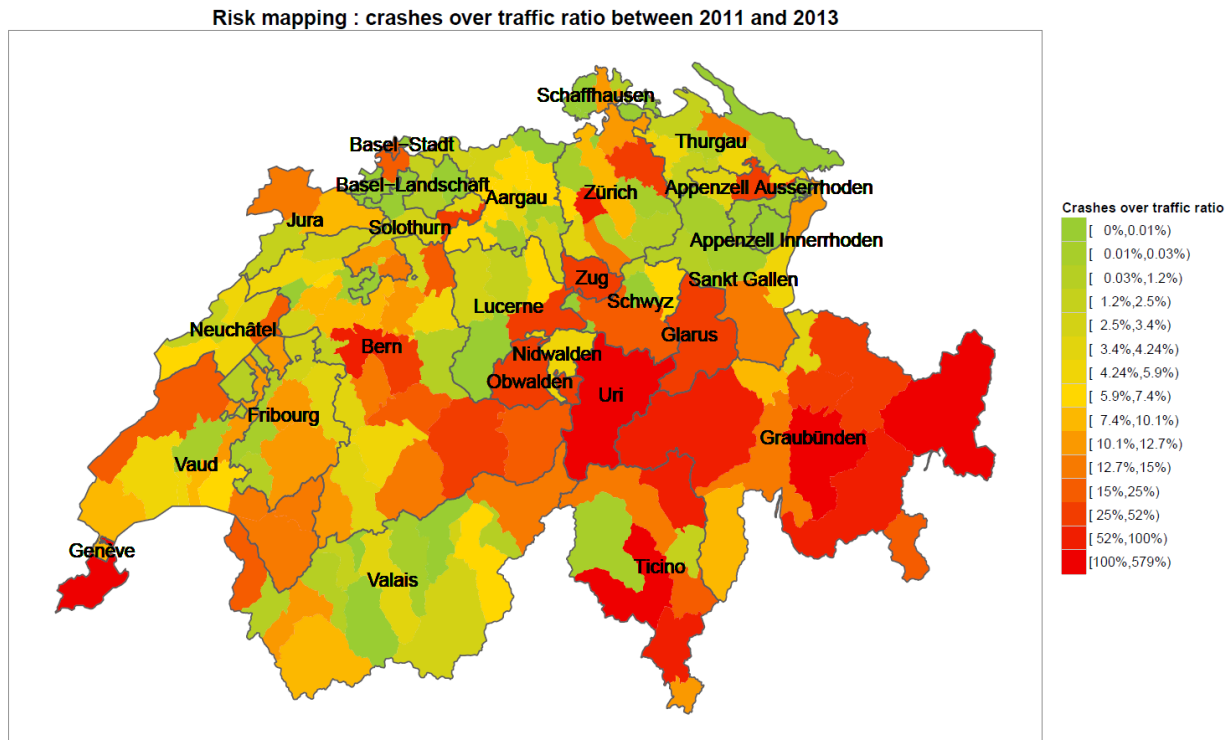 Risk mapping : crashes over traffic ratio between 2011 and 2013
Schaffhausen
Basel−Stadt
Thurgau
Basel−Landschaft
Aargau
Zürich
Appenzell Ausserrhoden
Jura
Solothurn
Appenzell Innerrhoden
Zug
Sankt Gallen
Lucerne
Schwyz
Neuchâtel
Glarus
Bern
Nidwalden
Obwalden
Uri
Fribourg
Graubünden
Vaud
Genève
Valais
Ticino
Crashes over traffic ratio
[ 0%,0.01%)
[ 0.01%,0.03%)
[ 0.03%,1.2%)
[ 1.2%,2.5%)
[ 2.5%,3.4%)
[ 3.4%,4.24%)
[ 4.24%,5.9%)
[ 5.9%,7.4%)
[ 7.4%,10.1%)
[ 10.1%,12.7%)
[ 12.7%,15%)
[ 15%,25%)
[ 25%,52%)
[ 52%,100%)
[100%,579%)